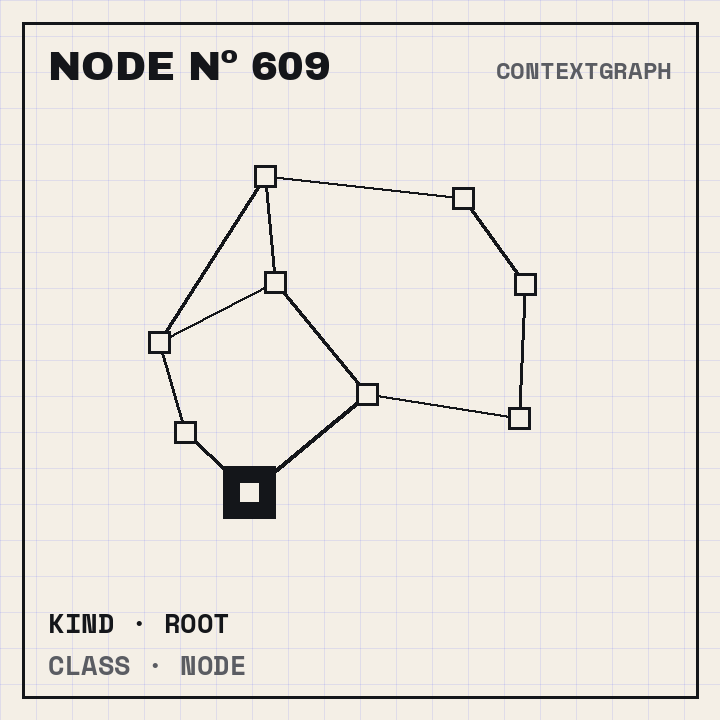 NODE Nº 609
CONTEXTGRAPH
KIND · ROOT
CLASS · NODE